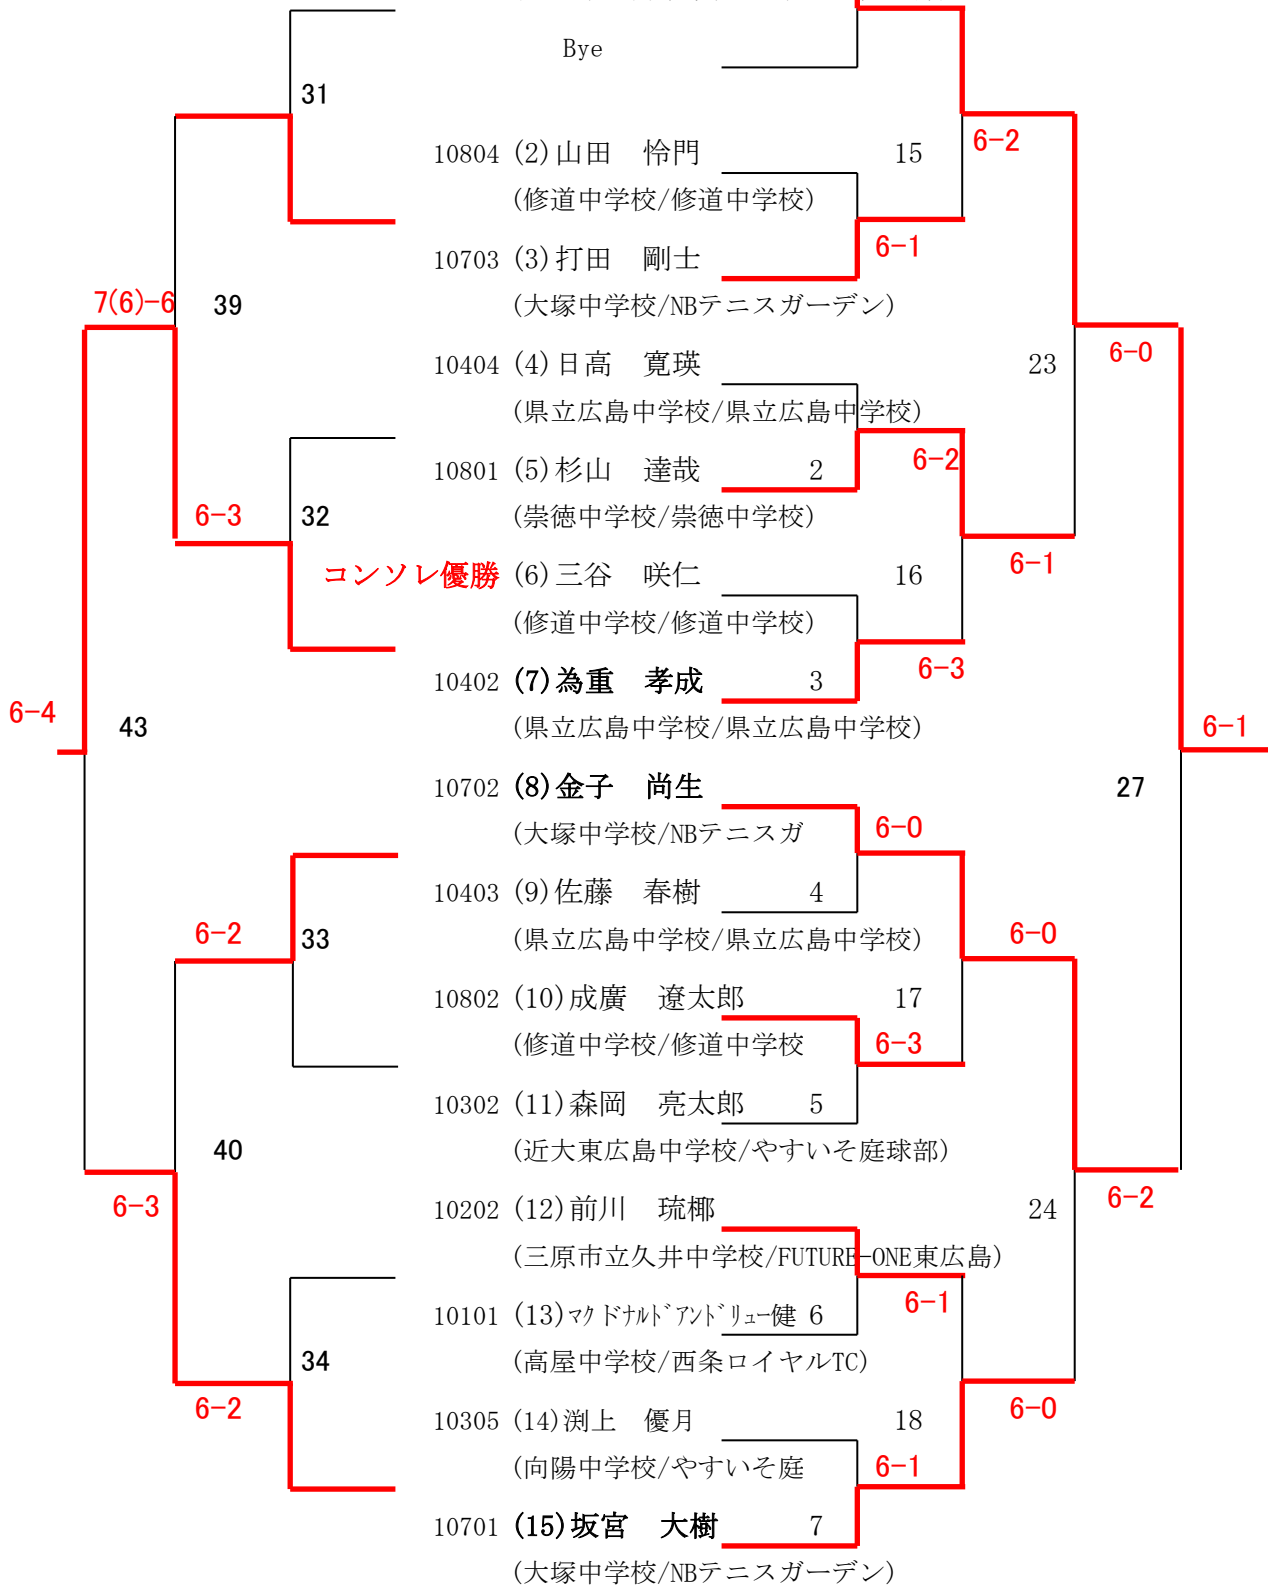 Bye
31
10804 (2)山田　怜門 15
6-2
(修道中学校/修道中学校)
10703 (3)打田　剛士 6-1
7(6)-6 39
(大塚中学校/NBテニスガーデン)
10404 (4)日高　寛瑛 23 6-0
(県立広島中学校/県立広島中学校)
10801 (5)杉山　達哉 2 6-2
6-3 32
(崇徳中学校/崇徳中学校)
コンソレ優勝 (6)三谷　咲仁 16 6-1
(修道中学校/修道中学校)
10402 (7)為重　孝成 3 6-3
6-4 43
(県立広島中学校/県立広島中学校)
6-1
10702 (8)金子　尚生 27
(大塚中学校/NBテニスガ 6-0
10403 (9)佐藤　春樹 4
6-2 33
(県立広島中学校/県立広島中学校) 6-0
10802 (10)成廣　遼太郎 17
(修道中学校/修道中学校 6-3
10302 (11)森岡　亮太郎 5
40
(近大東広島中学校/やすいそ庭球部)
6-3
10202 (12)前川　琉椰 24 6-2
(三原市立久井中学校/FUTURE-ONE東広島)
10101 (13)ﾏｸﾄﾞﾅﾙﾄﾞｱﾝﾄﾞﾘｭｰ健 6 6-1
34
(高屋中学校/西条ロイヤルTC)
6-2
10305 (14)渕上　優月 18 6-0
(向陽中学校/やすいそ庭 6-1
10701 (15)坂宮　大樹 7
(大塚中学校/NBテニスガーデン)